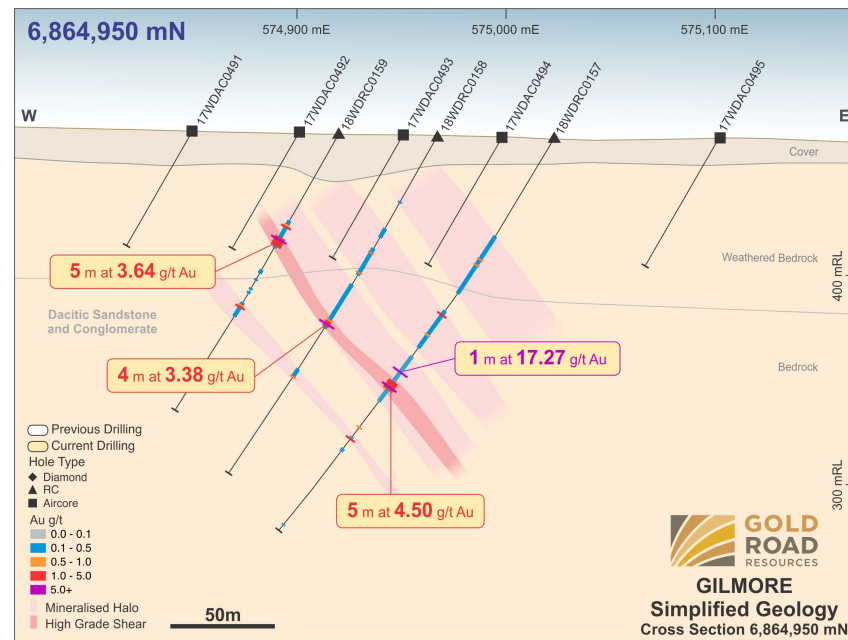 6,864,950 mN
574,900 mE
575,000 mE
575,100 mE
W
E
17WDAC0491
17WDAC0492
18WDRC0159
17WDAC0493
18WDRC0158
17WDAC0494
18WDRC0157
17WDAC0495
Cover
Weathered Bedrock
400 mRL
5 m at 3.64 g/t Au
Dacitic Sandstone
and Conglomerate
4 m at 3.38 g/t Au
1 m at 17.27 g/t Au
Bedrock
300 mRL
5 m at 4.50 g/t Au
Previous Drilling
Current Drilling
Hole Type
Diamond
RC
Aircore
Au g/t
0.0 - 0.1
0.1 - 0.5
0.5 - 1.0
1.0 - 5.0
5.0+
Mineralised Halo
High Grade Shear
50m
GOLD
ROAD
RESOURCES
GILMORE
Simplified Geology
Cross Section 6,864,950 mN